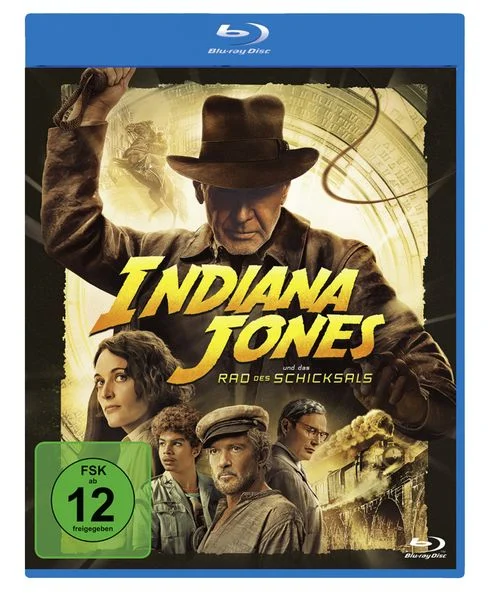 Blu-ray Disc
INDIANA
JONES
und das
RAD DES SCHICKSALS
FSK
ab
12
freigegeben
Blu-ray Disc